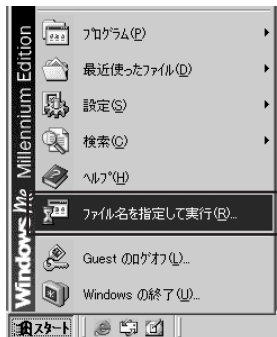 Windows Me Millennium Edition
ﾌﾟﾛｸﾞﾗﾑ(P)
最近使ったﾌｧｲﾙ(D)
設定(S)
検索(C)
ﾍﾙﾌﾟ(H)
ﾌｧｲﾙ名を指定して実行(R)...
Guest のﾛｸﾞｵﾌ(L)...
Windows の終了(U)...
ｽﾀｰﾄ